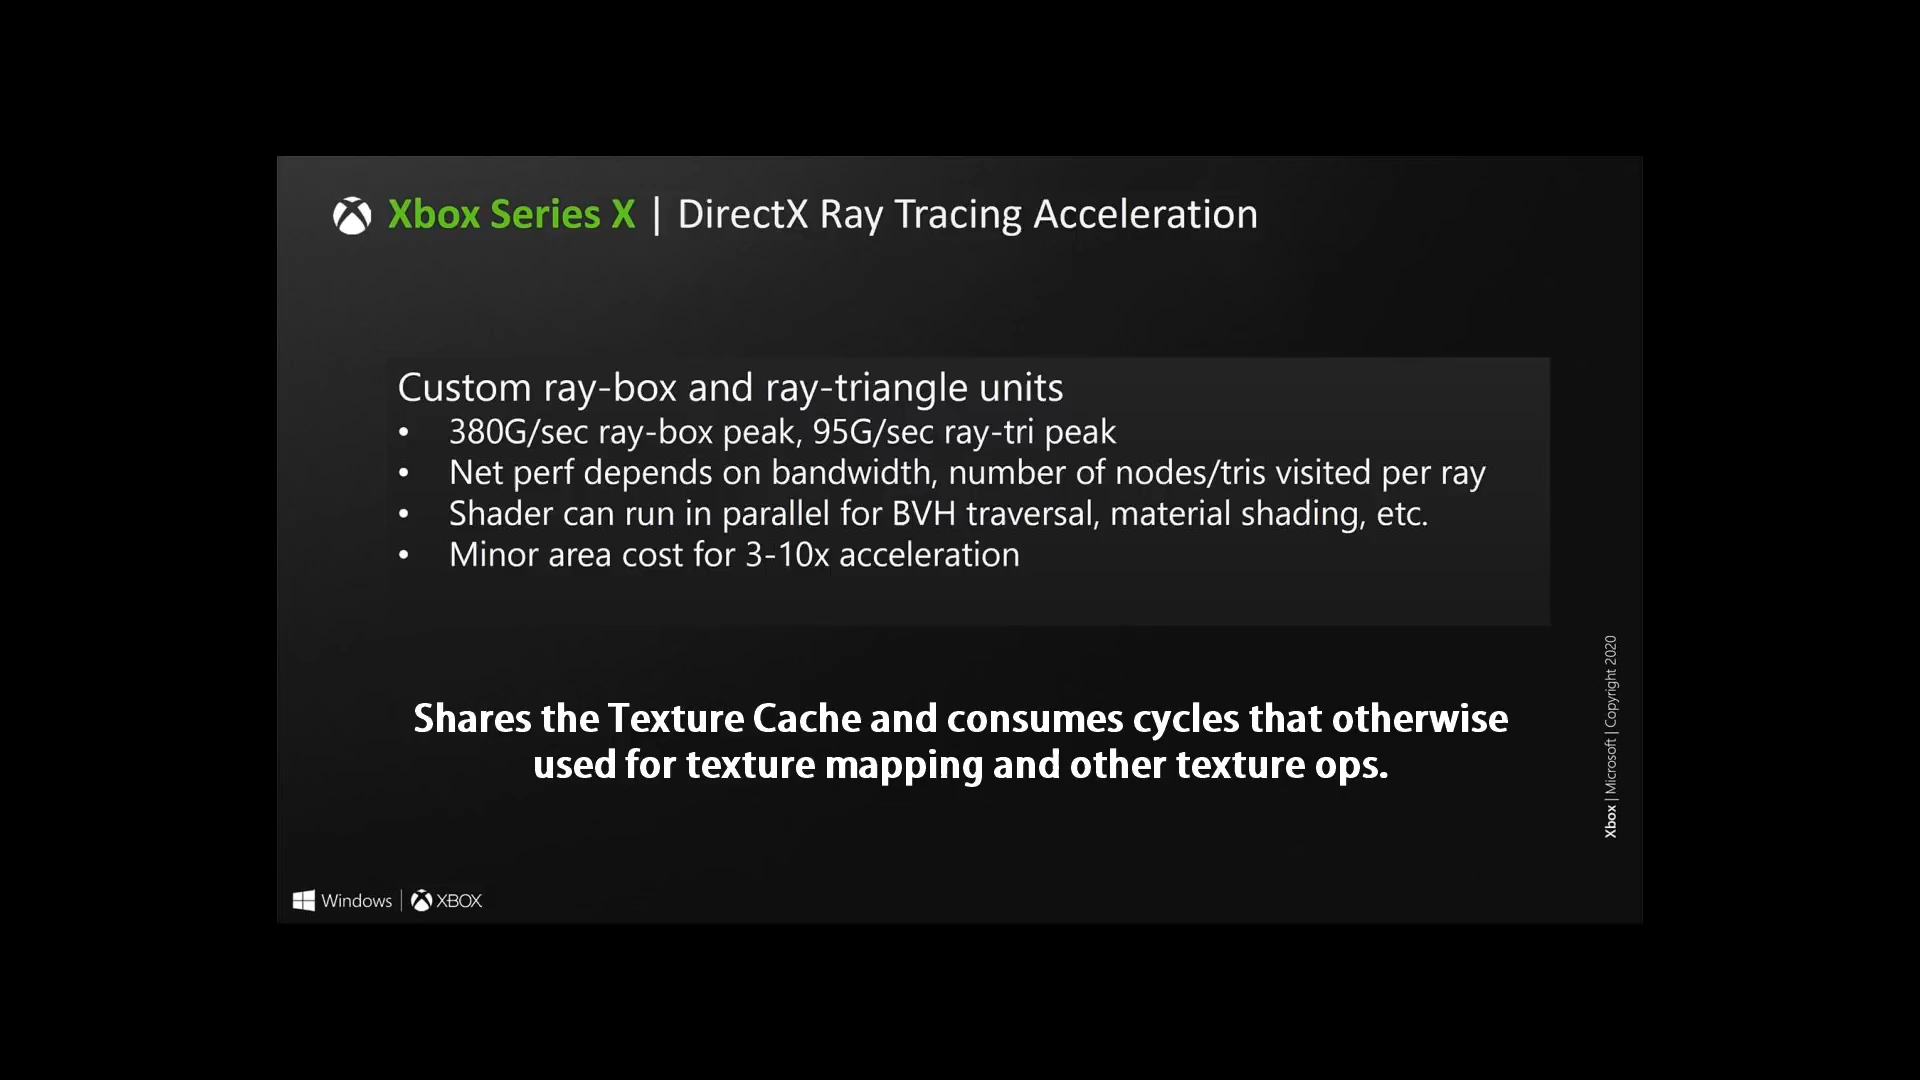 Xbox Series X | DirectX Ray Tracing Acceleration
Custom ray-box and ray-triangle units
• 380G/sec ray-box peak, 95G/sec ray-tri peak
• Net perf depends on bandwidth, number of nodes/tris visited per ray
• Shader can run in parallel for BVH traversal, material shading, etc.
• Minor area cost for 3-10x acceleration
Shares the Texture Cache and consumes cycles that otherwise
used for texture mapping and other texture ops.
Xbox | Microsoft | Copyright 2020
Windows | XBOX